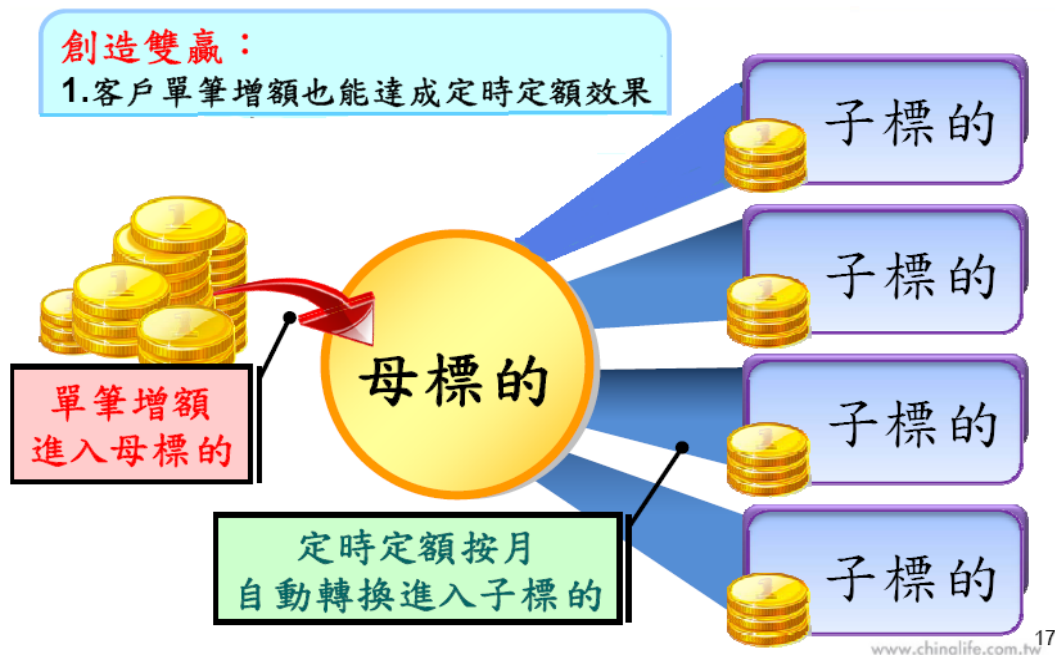 創造雙贏：
1.客戶單筆增額也能達成定時定額效果
子標的
子標的
母標的
子標的
單筆增額
進入母標的
定時定額按月
自動轉換進入子標的
子標的
17
www.chinalife.com.tw